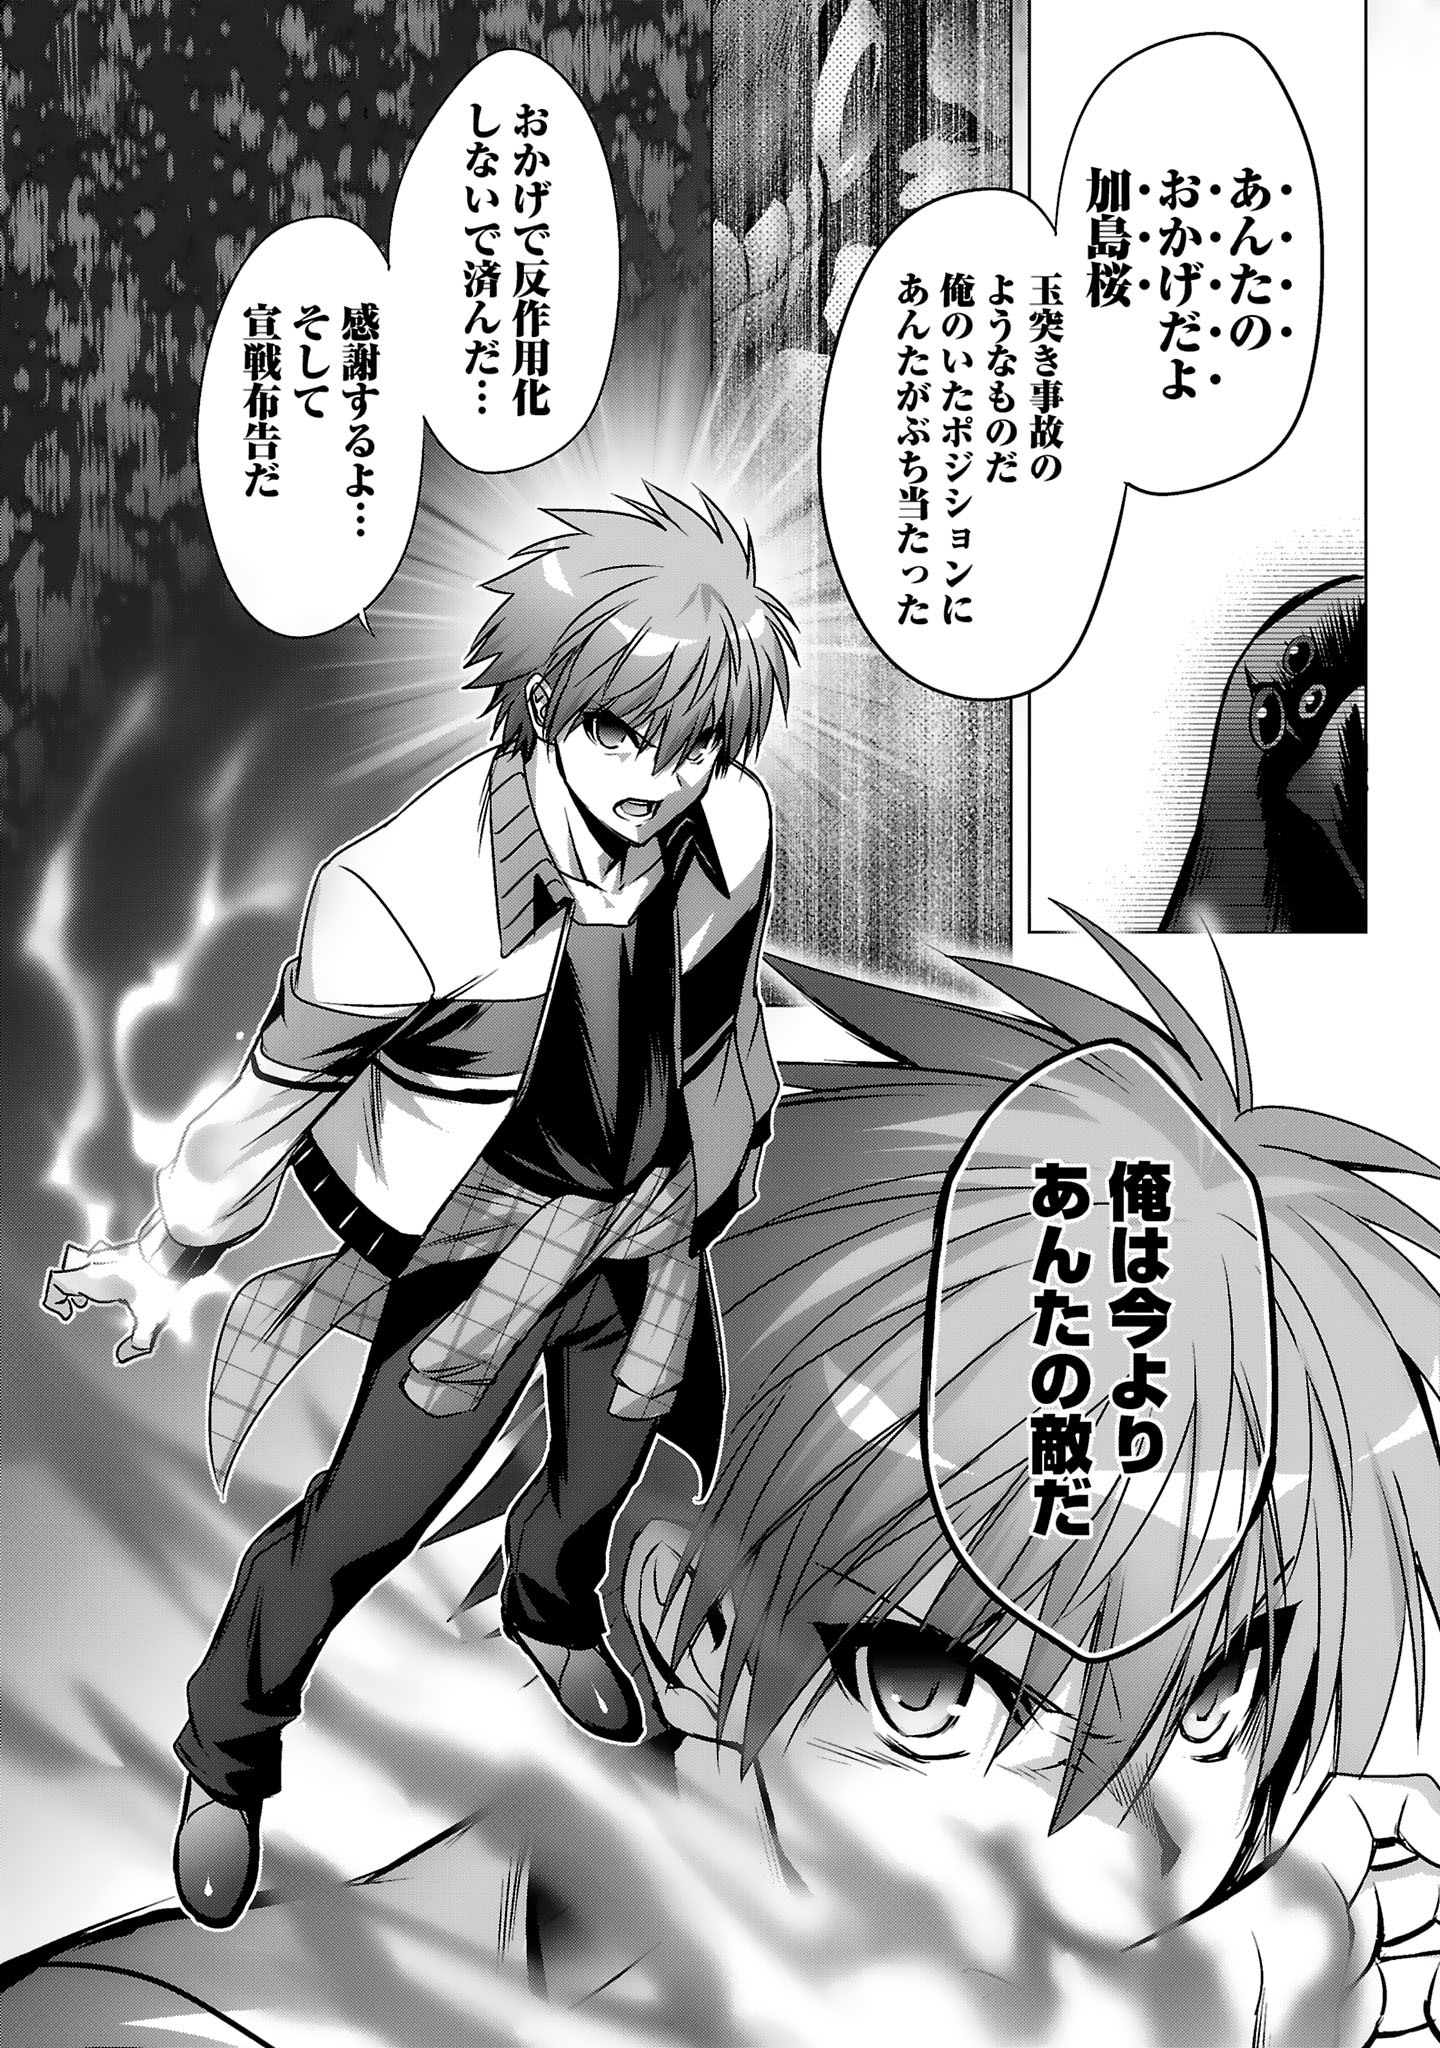 あんたの
おかげだよ
加島桜
玉突き事故の
ようなものだ
俺のいたポジションに
あんたがぶち当たった
おかげで反作用化
しないで済んだ…
感謝するよ…
そして
宣戦布告だ
俺は今より
あんたの敵だ